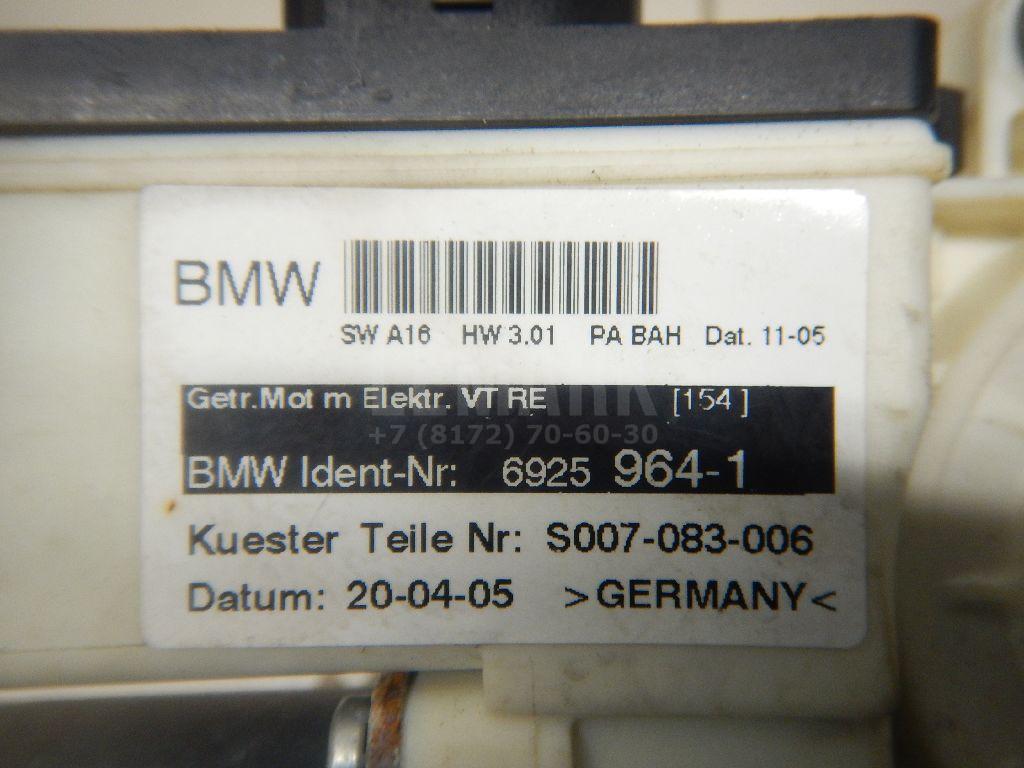 BMW
SW A16 HW 3.01 PA BAH Dat. 11-05
Getr.Mot m Elektr. VT RE [154]
+7 (8172) 70-60-30
BMW Ident-Nr: 6925 964-1
Kuester Teile Nr: S007-083-006
Datum: 20-04-05 >GERMANY<